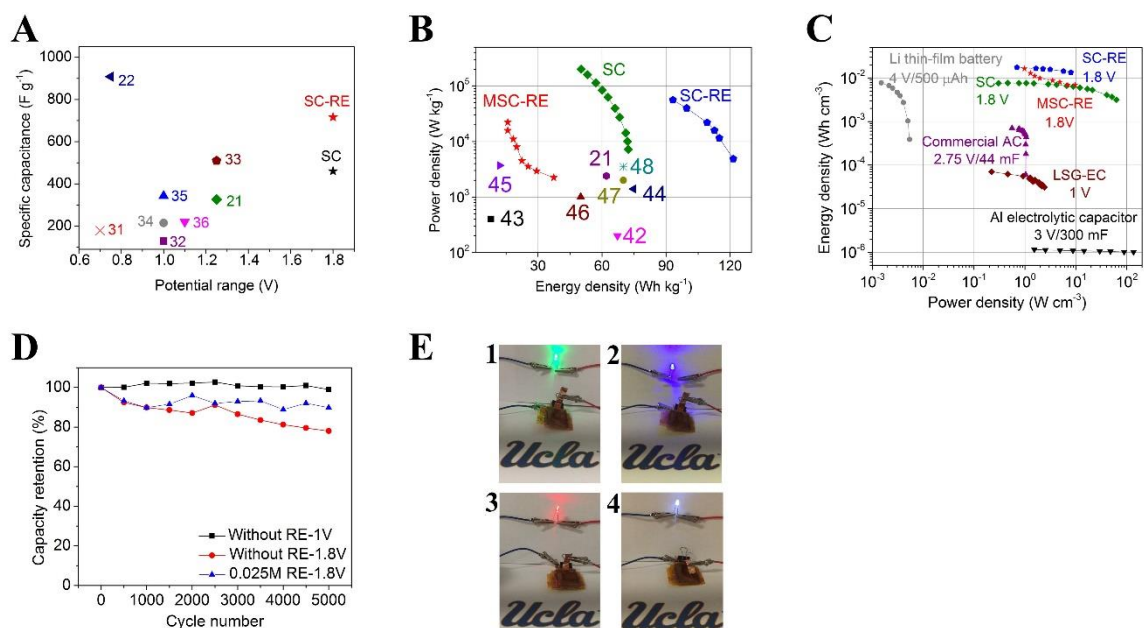 A
Specific capacitance (F g⁻¹)
1000
800
600
400
200
0.6 0.8 1.0 1.2 1.4 1.6 1.8
Potential range (V)
22
SC-RE
33
SC
35
21
34
36
31
32
B
Power density (W kg⁻¹)
10⁵
10⁴
10³
10²
0 30 60 90 120
Energy density (Wh kg⁻¹)
SC
MSC-RE
SC-RE
21
48
45
47
44
46
43
42
C
Energy density (Wh cm⁻³)
10⁻²
10⁻³
10⁻⁴
10⁻⁵
10⁻⁶
10⁻³ 10⁻² 10⁻¹ 10⁰ 10¹ 10²
Power density (W cm⁻³)
Li thin-film battery
4 V/500 µAh
SC-RE
1.8 V
SC
1.8 V
MSC-RE
1.8V
Commercial AC
2.75 V/44 mF
LSG-EC
1 V
Al electrolytic capacitor
3 V/300 mF
D
Capacity retention (%)
100
80
60
40
20
0
0 1000 2000 3000 4000 5000
Cycle number
Without RE-1V
Without RE-1.8V
0.025M RE-1.8V
E
1
Ucla
2
Ucla
3
Ucla
4
Ucla